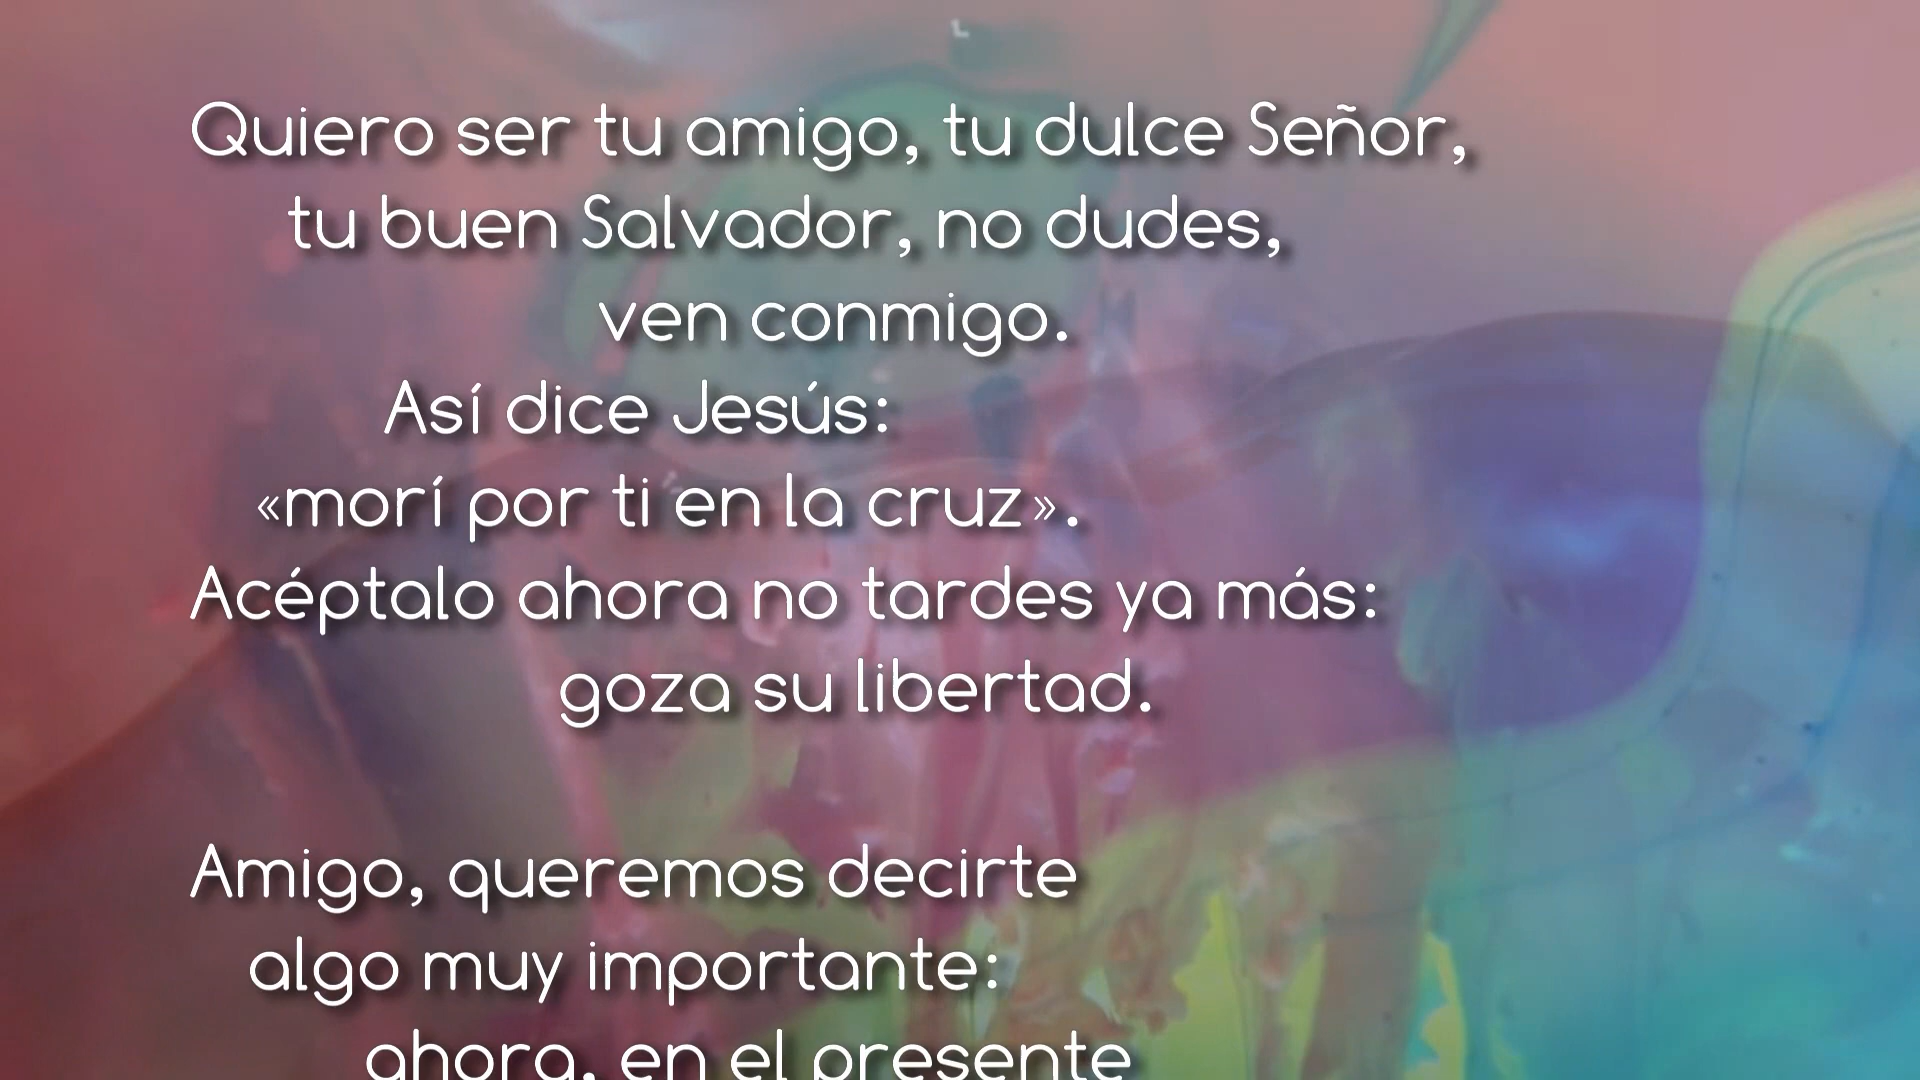 Quiero ser tu amigo, tu dulce Señor,
tu buen Salvador, no dudes,
ven conmigo.
Así dice Jesús:
«morí por ti en la cruz».
Acéptalo ahora no tardes ya más:
goza su libertad.
Amigo, queremos decirte
algo muy importante:
ahora, en el presente